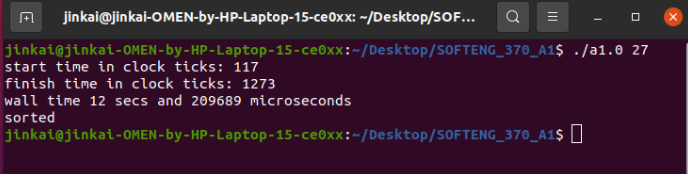 jinkai@jinkai-OMEN-by-HP-Laptop-15-ce0xx: ~/Desktop/SOF...
jinkai@jinkai-OMEN-by-HP-Laptop-15-ce0xx:~/Desktop/SOFTENG_370_A1$ ./a1.0 27
start time in clock ticks: 117
finish time in clock ticks: 1273
wall time 12 secs and 209689 microseconds
sorted
jinkai@jinkai-OMEN-by-HP-Laptop-15-ce0xx:~/Desktop/SOFTENG_370_A1$